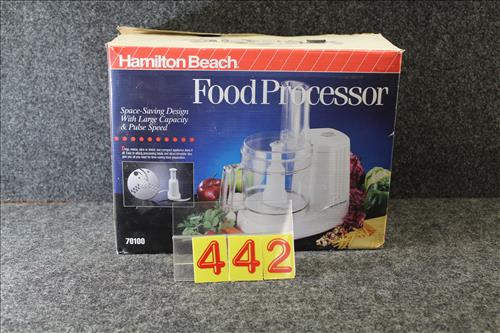 Hamilton Beach
Food Processor
Space-Saving Design
With Large Capacity
& Pulse Speed
70100
442